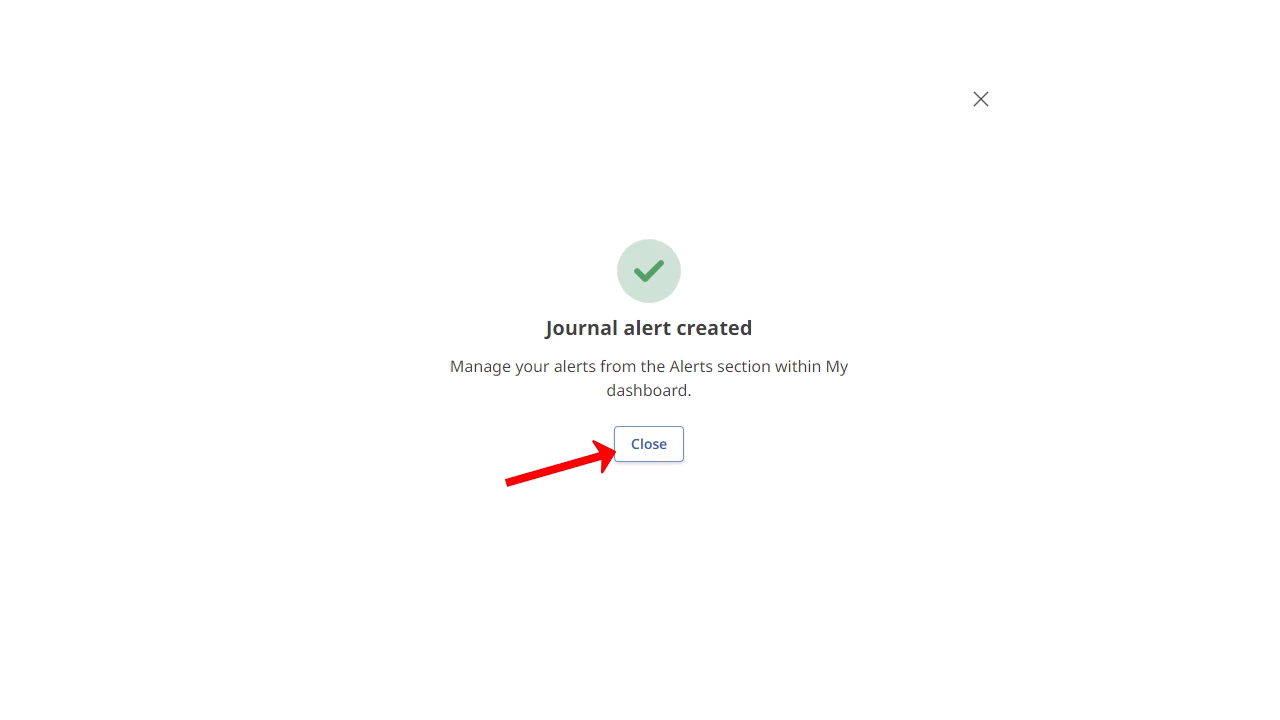 Journal alert created
Manage your alerts from the Alerts section within My
dashboard.
Close